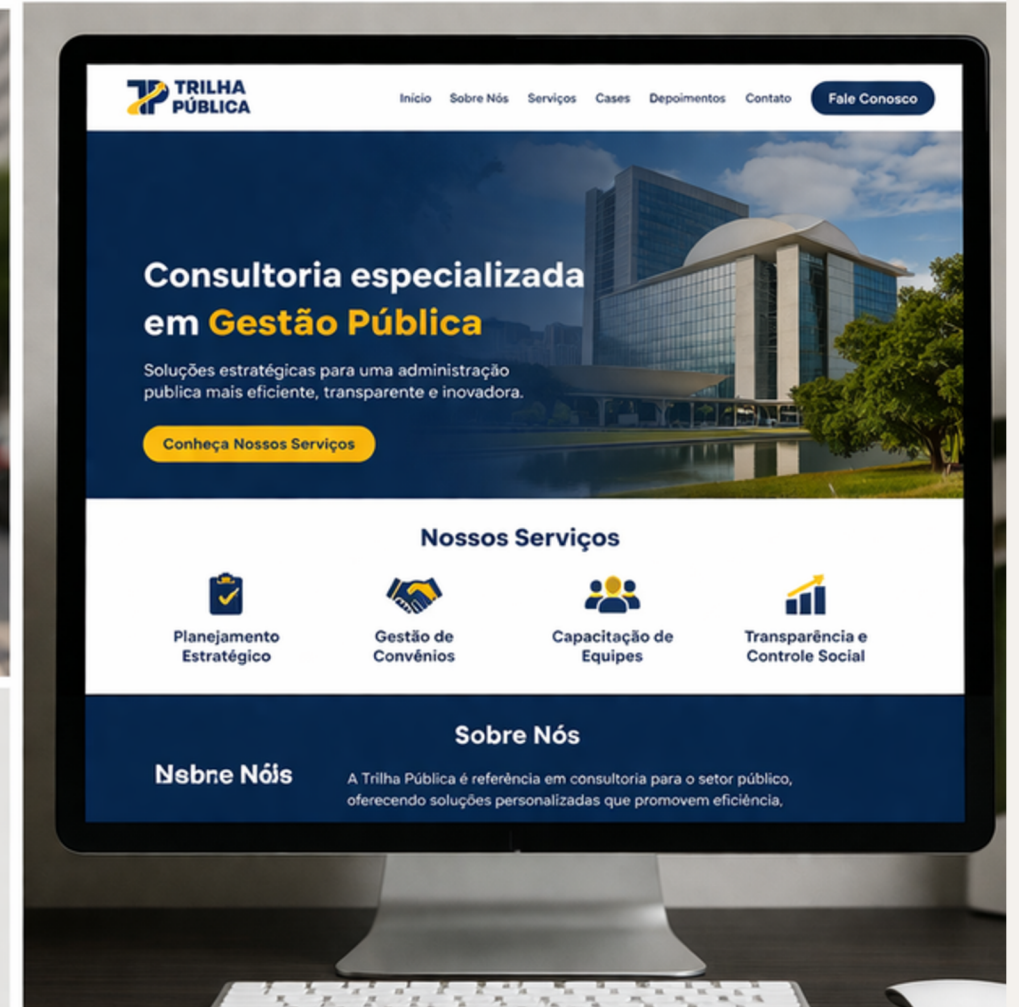 TRILHA
PÚBLICA
Início Sobre Nós Serviços Cases Depoimentos Contato Fale Conosco
Consultoria especializada
em Gestão Pública
Soluções estratégicas para uma administração
publica mais eficiente, transparente e inovadora.
Conheça Nossos Serviços
Nossos Serviços
Planejamento
Estratégico
Gestão de
Convênios
Capacitação de
Equipes
Transparência e
Controle Social
Sobre Nós
A Trilha Pública é referência em consultoria para o setor público,
oferecendo soluções personalizadas que promovem eficiência,